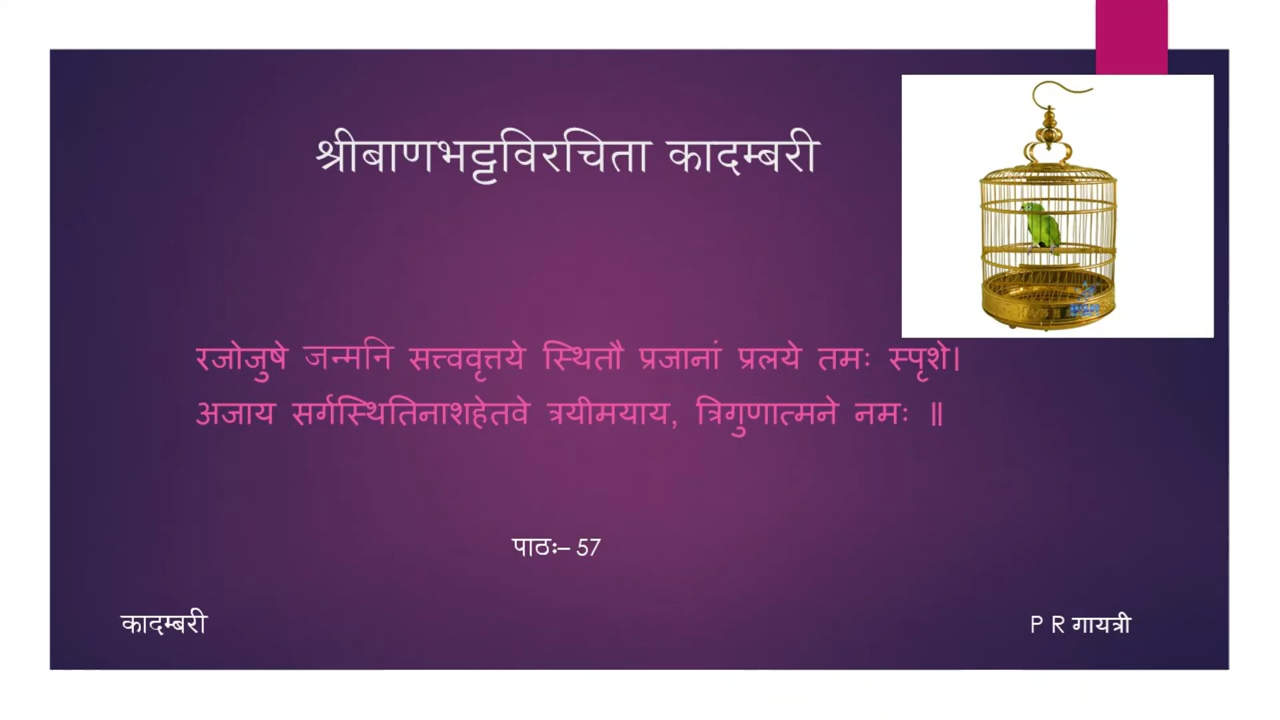 श्रीबाणभट्टविरचिता कादम्बरी
रजोजुषे जन्मनि सत्त्ववृत्तये स्थितौ प्रजानां प्रलये तमः स्पृशे।
अजाय सर्गस्थितिनाशहेतवे त्रयीमयाय, त्रिगुणात्मने नमः ॥
पाठः– 57
कादम्बरी
P R गायत्री